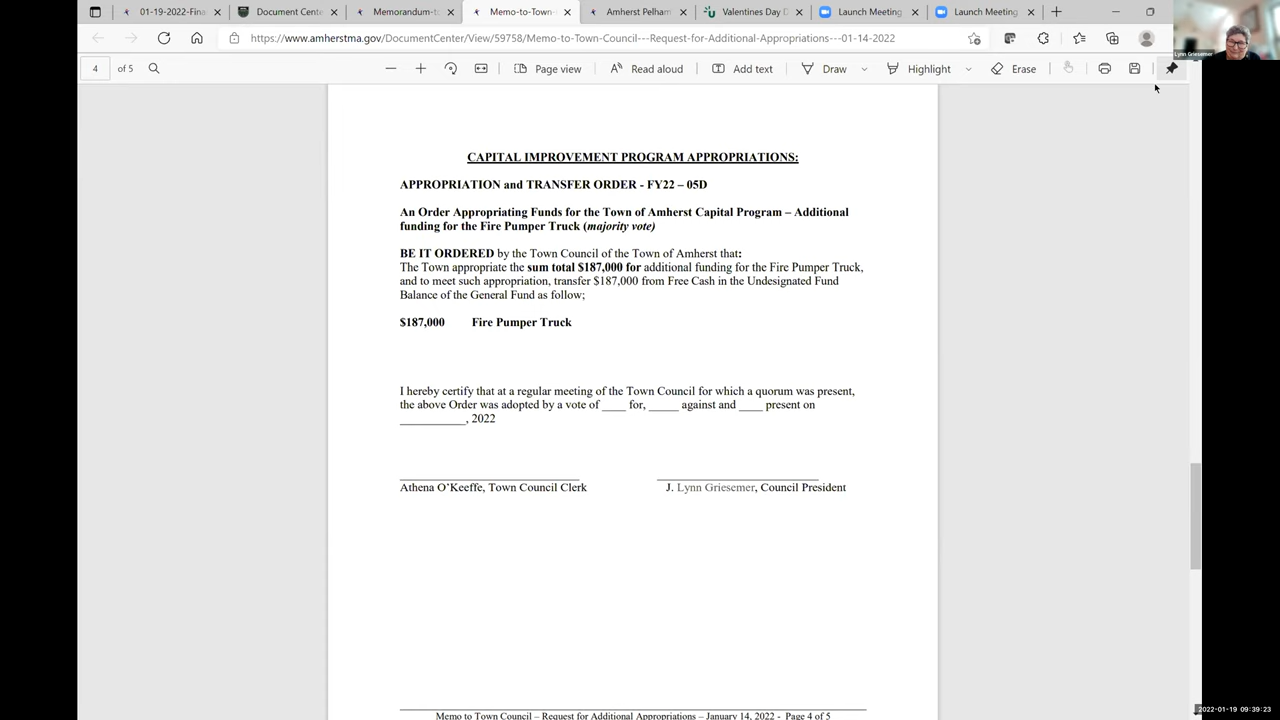 01-19-2022-Fina
Document Cente
Memorandum-to
Memo-to-Town-
Amherst Pelham
Valentines Day D
Launch Meeting
Launch Meeting
https://www.amherstma.gov/DocumentCenter/View/59758/Memo-to-Town-Council---Request-for-Additional-Appropriations---01-14-2022
Lynn Griesemer
4 of 5
Page view
Read aloud
Add text
Draw
Highlight
Erase
CAPITAL IMPROVEMENT PROGRAM APPROPRIATIONS:
APPROPRIATION and TRANSFER ORDER - FY22 – 05D
An Order Appropriating Funds for the Town of Amherst Capital Program – Additional
funding for the Fire Pumper Truck (majority vote)
BE IT ORDERED by the Town Council of the Town of Amherst that:
The Town appropriate the sum total $187,000 for additional funding for the Fire Pumper Truck,
and to meet such appropriation, transfer $187,000 from Free Cash in the Undesignated Fund
Balance of the General Fund as follow;
$187,000 Fire Pumper Truck
I hereby certify that at a regular meeting of the Town Council for which a quorum was present,
the above Order was adopted by a vote of ____ for, _____ against and ____ present on
___________, 2022
Athena O’Keeffe, Town Council Clerk
J. Lynn Griesemer, Council President
Memo to Town Council – Request for Additional Appropriations – January 14, 2022 - Page 4 of 5
2022-01-19 09:39:23